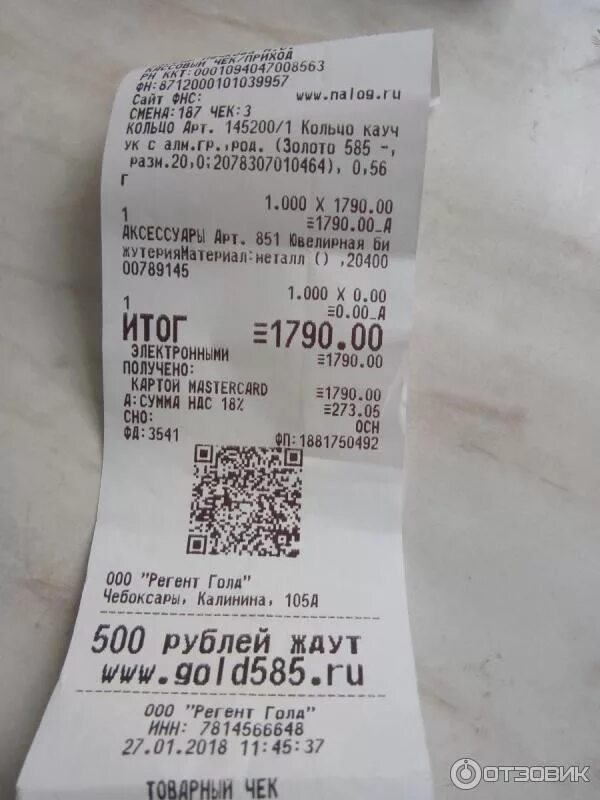 КАССОВЫЙ ЧЕК/ПРИХОД
РН ККТ:0001094047008563
ФН:8712000101039957
Сайт ФНС: www.nalog.ru
СМЕНА:187 ЧЕК:3
КОЛЬЦО Арт. 145200/1 Кольцо кауч
ук с алм.гр.,род. (Золото 585 -,
разм.20,0:2078307010464), 0,56
г
1.000 X 1790.00
1 ≡1790.00_А
АКСЕССУАРЫ Арт. 851 Ювелирная би
жутерияМатериал:металл () ,20400
00789145
1.000 X 0.00
1 ≡0.00_А
ИТОГ ≡1790.00
ЭЛЕКТРОННЫМИ ≡1790.00
ПОЛУЧЕНО:
КАРТОЙ MASTERCARD ≡1790.00
А:СУММА НДС 18% ≡273.05
СНО: ОСН
ФД:3541 ФП:1881750492
ООО "Регент Голд"
Чебоксары, Калинина, 105А
500 рублей ждут
www.gold585.ru
ООО "Регент Голд"
ИНН: 7814566648
27.01.2018 11:45:37
ТОВАРНЫЙ ЧЕК
ОТЗОВИК